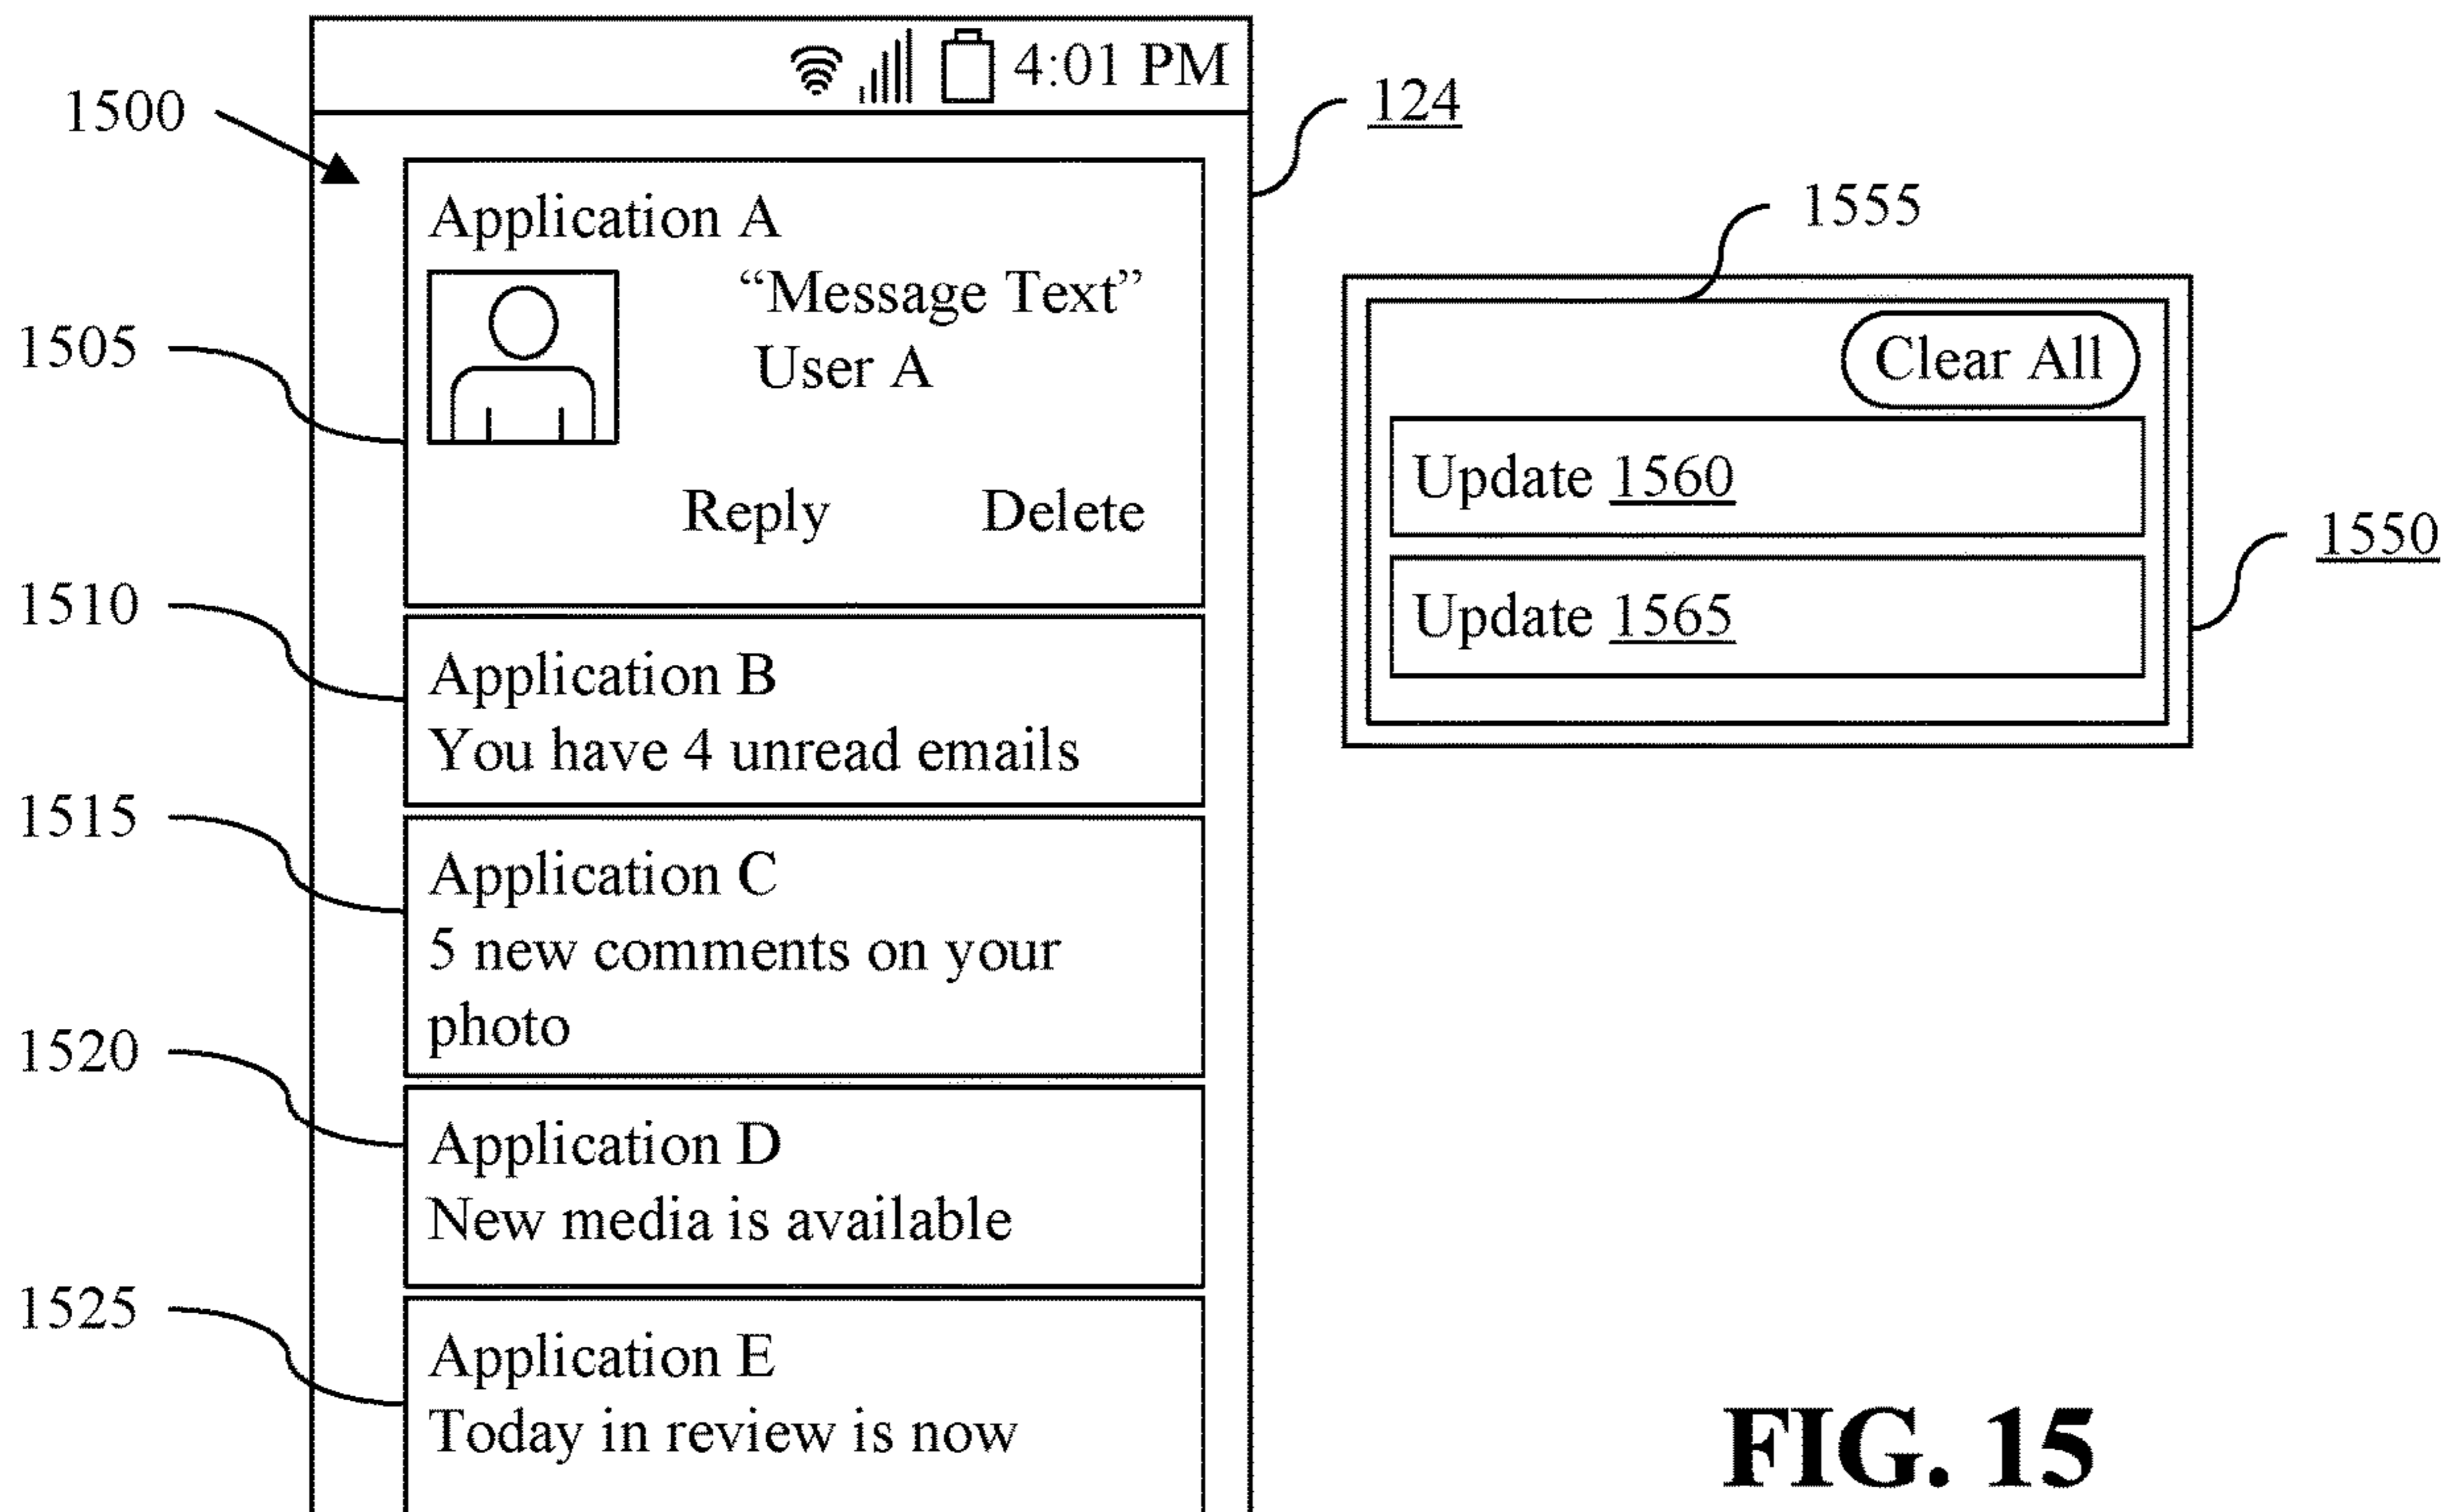 4:01 PM
1500
124
Application A
1555
"Message Text"
1505
User A
Clear All
Reply Delete
Update 1560
1550
1510
Update 1565
Application B
You have 4 unread emails
1515
Application C
5 new comments on your
photo
1520
Application D
New media is available
1525
Application E
Today in review is now
FIG. 15